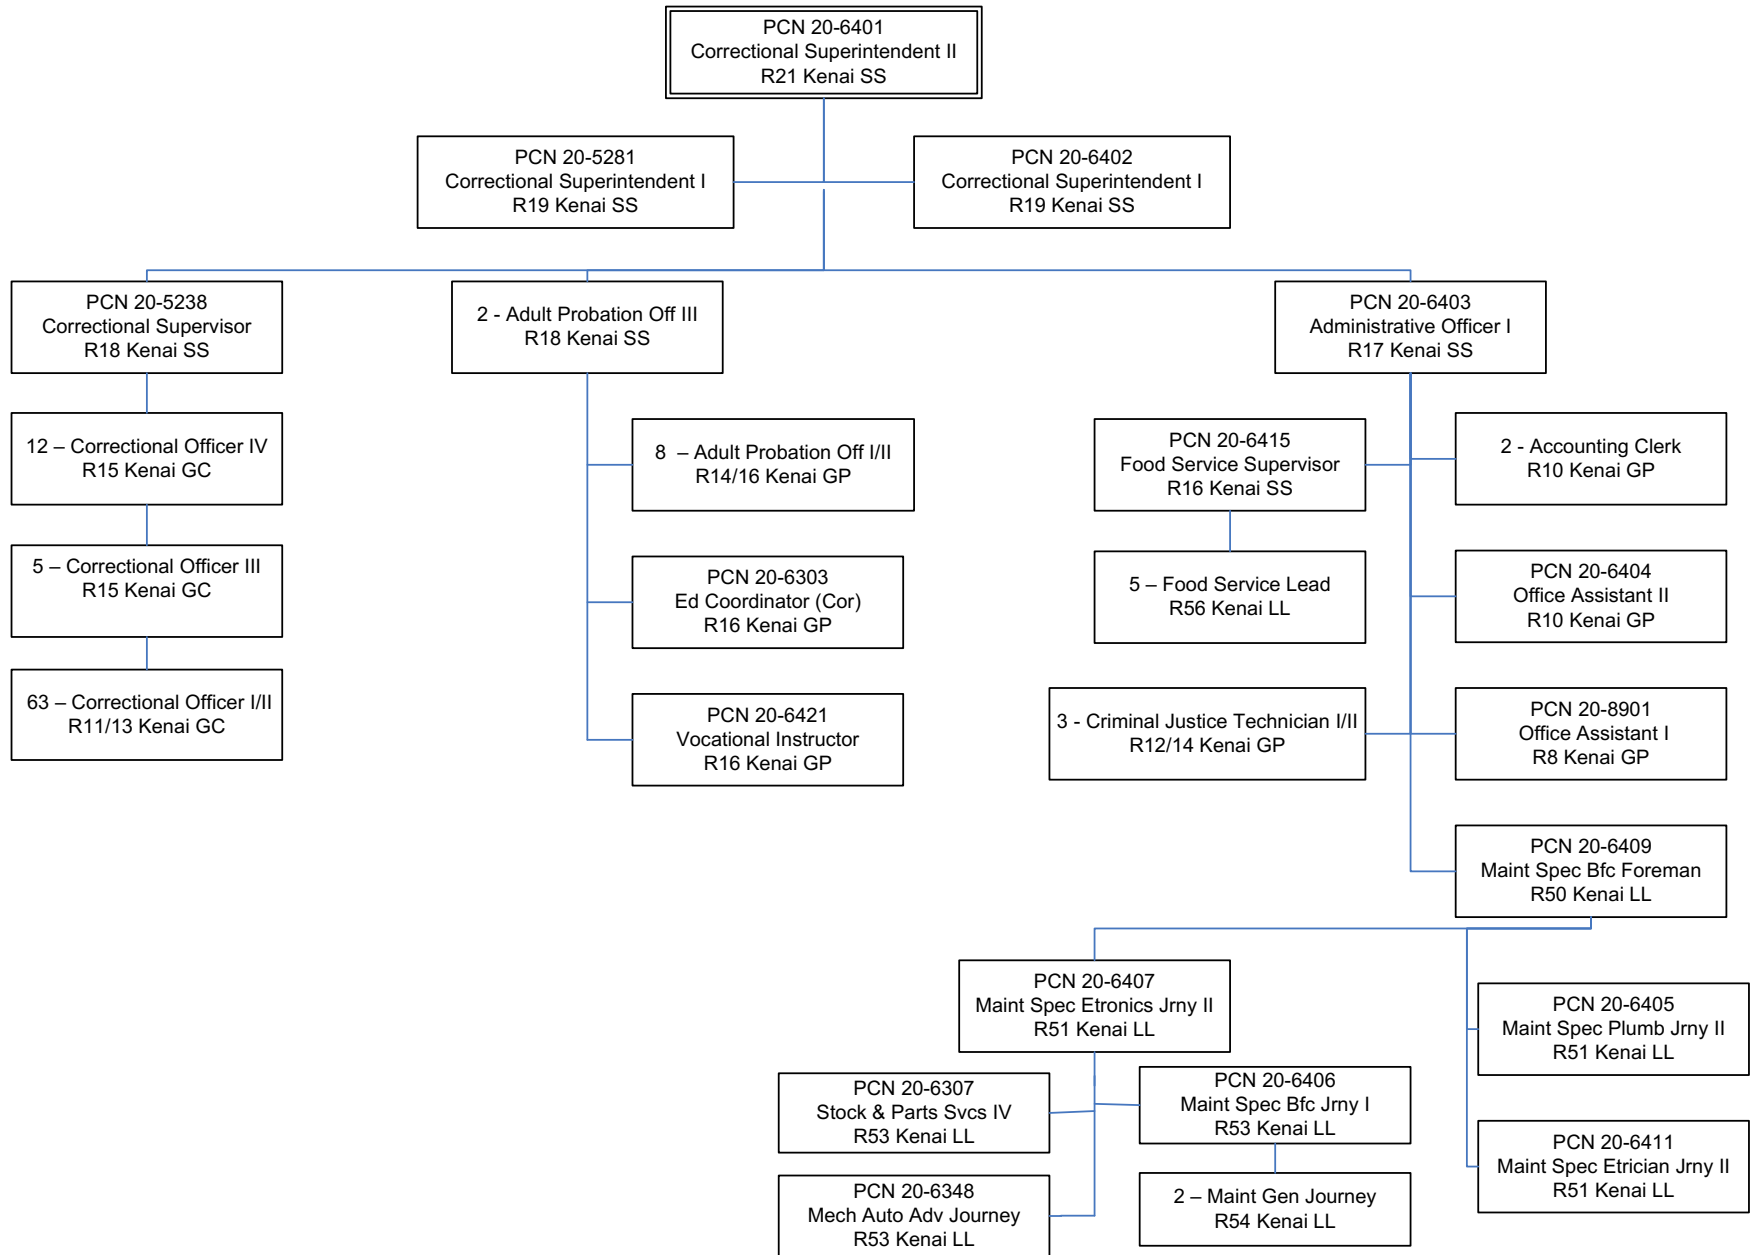 PCN 20-6401
Correctional Superintendent II
R21 Kenai SS
PCN 20-5281
Correctional Superintendent I
R19 Kenai SS
PCN 20-6402
Correctional Superintendent I
R19 Kenai SS
PCN 20-5238
Correctional Supervisor
R18 Kenai SS
2 - Adult Probation Off III
R18 Kenai SS
PCN 20-6403
Administrative Officer I
R17 Kenai SS
12 – Correctional Officer IV
R15 Kenai GC
5 – Correctional Officer III
R15 Kenai GC
63 – Correctional Officer I/II
R11/13 Kenai GC
8 – Adult Probation Off I/II
R14/16 Kenai GP
PCN 20-6303
Ed Coordinator (Cor)
R16 Kenai GP
PCN 20-6421
Vocational Instructor
R16 Kenai GP
PCN 20-6415
Food Service Supervisor
R16 Kenai SS
5 – Food Service Lead
R56 Kenai LL
3 - Criminal Justice Technician I/II
R12/14 Kenai GP
2 - Accounting Clerk
R10 Kenai GP
PCN 20-6404
Office Assistant II
R10 Kenai GP
PCN 20-8901
Office Assistant I
R8 Kenai GP
PCN 20-6409
Maint Spec Bfc Foreman
R50 Kenai LL
PCN 20-6407
Maint Spec Etronics Jrny II
R51 Kenai LL
PCN 20-6307
Stock & Parts Svcs IV
R53 Kenai LL
PCN 20-6348
Mech Auto Adv Journey
R53 Kenai LL
PCN 20-6406
Maint Spec Bfc Jrny I
R53 Kenai LL
2 – Maint Gen Journey
R54 Kenai LL
PCN 20-6405
Maint Spec Plumb Jrny II
R51 Kenai LL
PCN 20-6411
Maint Spec Etrician Jrny II
R51 Kenai LL